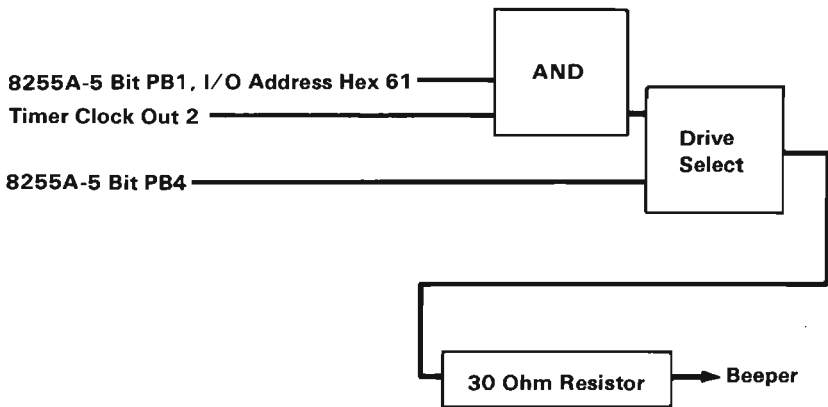 AND
8255A-5 Bit PB1, I/O Address Hex 61
Timer Clock Out 2
Drive
Select
8255A-5 Bit PB4
30 Ohm Resistor
Beeper